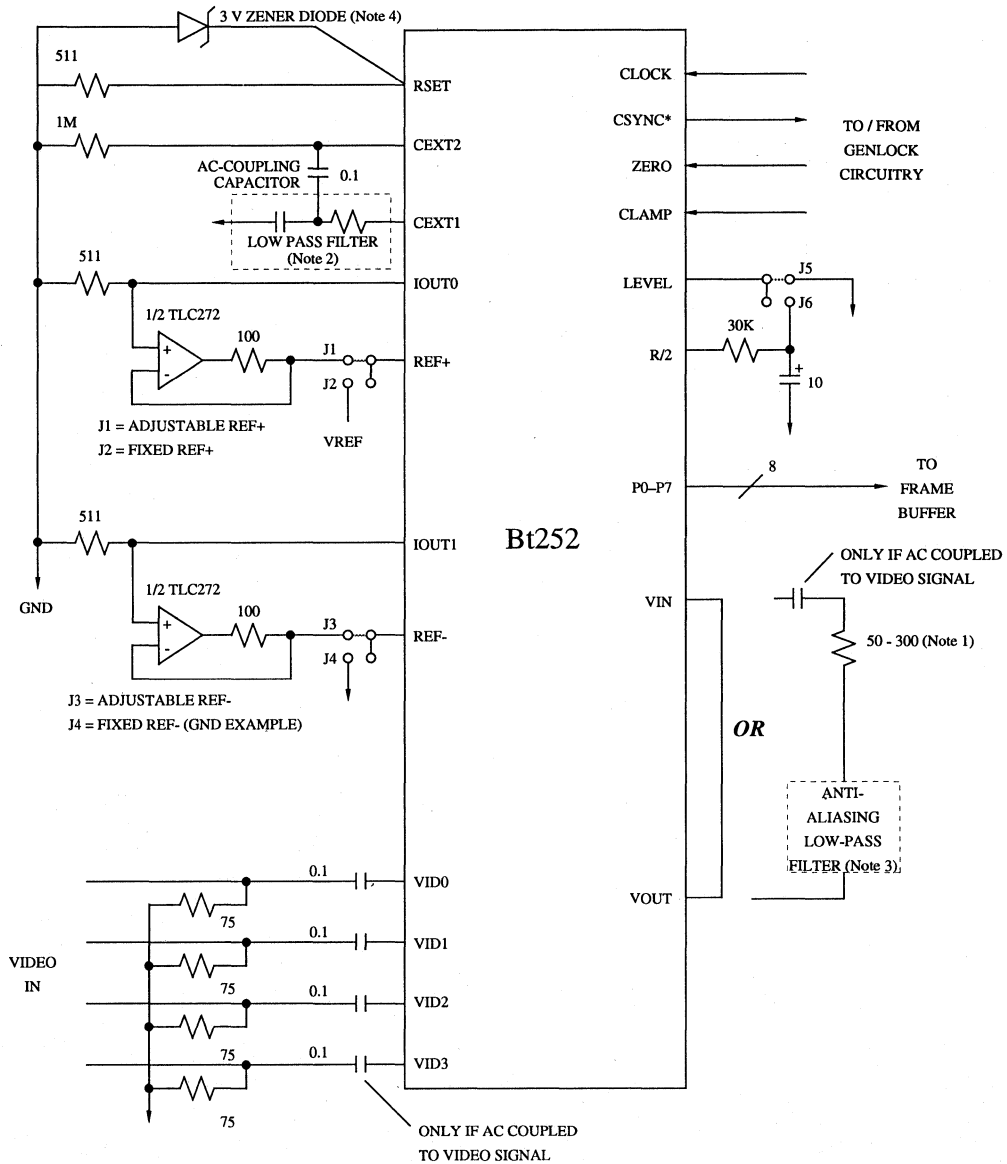 3 V ZENER DIODE (Note 4)
511
RSET
1M
CEXT2
AC-COUPLING
CAPACITOR
0.1
CEXT1
LOW PASS FILTER
(Note 2)
511
IOUT0
1/2 TLC272
+
-
100
J1
REF+
J2
VREF
J1 = ADJUSTABLE REF+
J2 = FIXED REF+
511
IOUT1
GND
1/2 TLC272
+
-
100
J3
REF-
J4
J3 = ADJUSTABLE REF-
J4 = FIXED REF- (GND EXAMPLE)
Bt252
CLOCK
CSYNC*
ZERO
CLAMP
TO / FROM
GENLOCK
CIRCUITRY
LEVEL
J5
J6
30K
R/2
+
10
P0–P7
8
TO
FRAME
BUFFER
ONLY IF AC COUPLED
TO VIDEO SIGNAL
VIN
50 - 300 (Note 1)
OR
ANTI-
ALIASING
LOW-PASS
FILTER (Note 3)
VOUT
VIDEO
IN
0.1
VID0
75
0.1
VID1
75
0.1
VID2
75
0.1
VID3
75
ONLY IF AC COUPLED
TO VIDEO SIGNAL